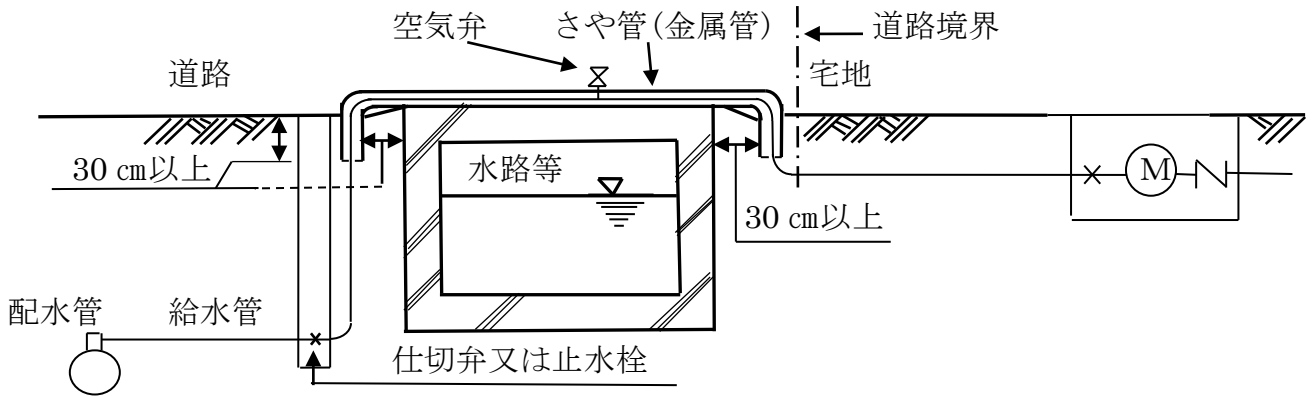 空気弁
さや管(金属管)
道路境界
道路
宅地
30 ㎝以上
水路等
M
30 ㎝以上
配水管
給水管
仕切弁又は止水栓